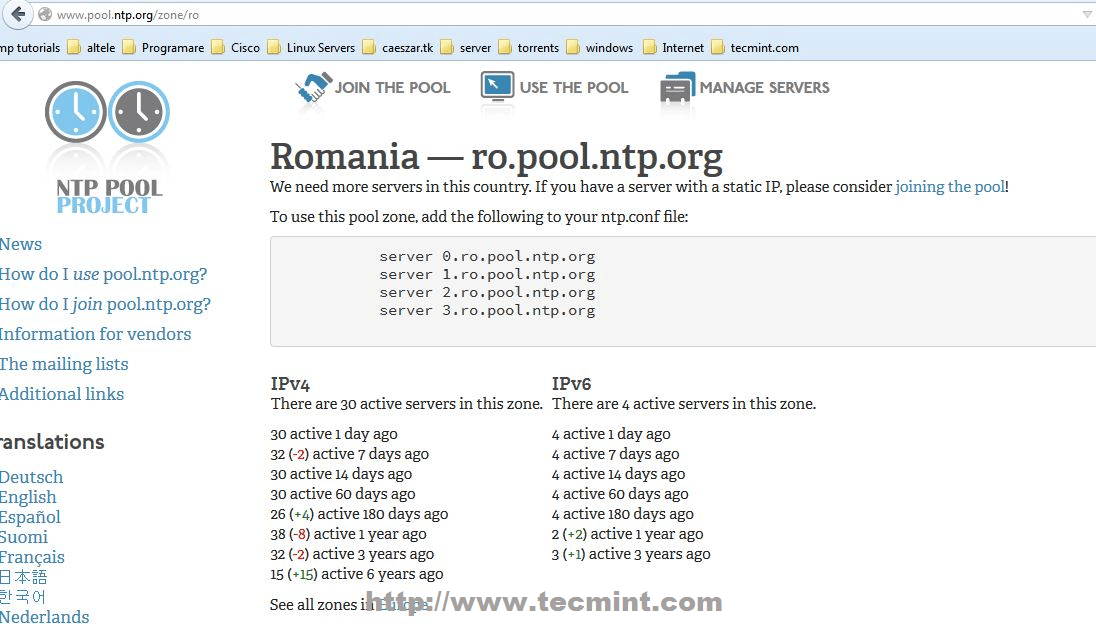 www.pool.ntp.org/zone/ro
mp tutorials altele Programare Cisco Linux Servers caeszar.tk server torrents windows Internet tecmint.com
JOIN THE POOL USE THE POOL MANAGE SERVERS
NTP POOL
PROJECT
News
How do I use pool.ntp.org?
How do I join pool.ntp.org?
Information for vendors
The mailing lists
Additional links
ranslations
Deutsch
English
Español
Suomi
Français
日本語
한국어
Nederlands
Romania — ro.pool.ntp.org
We need more servers in this country. If you have a server with a static IP, please consider joining the pool!
To use this pool zone, add the following to your ntp.conf file:
server 0.ro.pool.ntp.org
server 1.ro.pool.ntp.org
server 2.ro.pool.ntp.org
server 3.ro.pool.ntp.org
IPv4
There are 30 active servers in this zone.
30 active 1 day ago
32 (-2) active 7 days ago
30 active 14 days ago
30 active 60 days ago
26 (+4) active 180 days ago
38 (-8) active 1 year ago
32 (-2) active 3 years ago
15 (+15) active 6 years ago
IPv6
There are 4 active servers in this zone.
4 active 1 day ago
4 active 7 days ago
4 active 14 days ago
4 active 60 days ago
4 active 180 days ago
2 (+2) active 1 year ago
3 (+1) active 3 years ago
See all zones in Europe.
http://www.tecmint.com